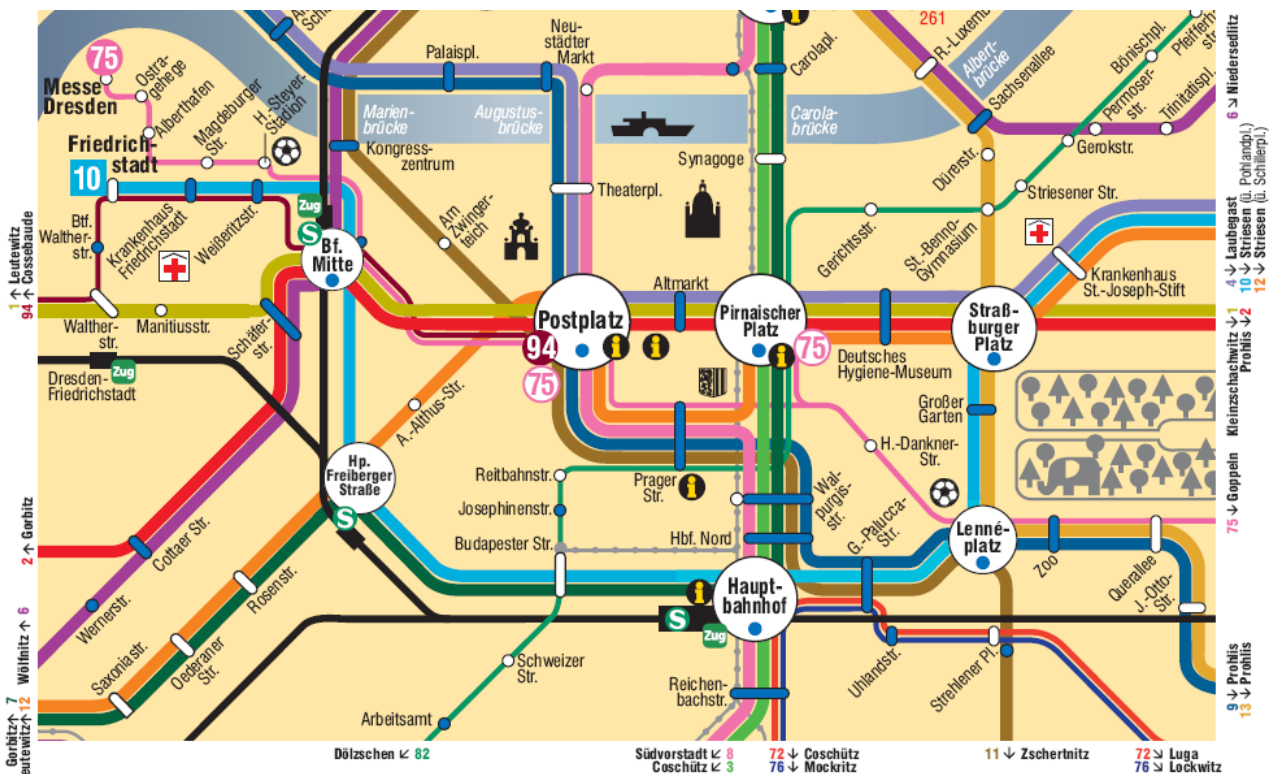 261
Palaispl.
Neu-
städter
Markt
Carolapl.
R.-Luxemb
Albert-
brücke
Sachsenallee
Bönischpl.
Pfeifferh
str.
Permoser-
str.
Trinitatispl.
Gerokstr.
75
Messe
Dresden
Ostra-
gehege
Alberthafen
Magdeburger
Str.
H.-Steyer-
Stadion
Marien-
brücke
Augustus-
brücke
Carola-
brücke
Kongress-
zentrum
Synagoge
Theaterpl.
Dürerstr.
Striesener Str.
Friedrich-
stadt
10
Btf.
Walther-
str.
Krankenhaus
Friedrichstadt
Weißeritzstr.
Zug
S
Bf.
Mitte
Am
Zwinger-
teich
Gerichtsstr.
St.-Benno-
Gymnasium
Krankenhaus
St.-Joseph-Stift
Walther-
str.
Manitiusstr.
Schäfer-
str.
Altmarkt
Postplatz
94
75
i
i
Pirnaischer
Platz
i
75
Deutsches
Hygiene-Museum
Straß-
burger
Platz
Dresden-
Friedrichstadt
Zug
A.-Althus-Str.
Großer
Garten
H.-Dankner-
Str.
Hp.
Freiberger
Straße
S
Reitbahnstr.
Josephinenstr.
Budapester Str.
Prager
Str.
i
Wal-
purgis-
str.
Hbf. Nord
G.-Palucca-
Str.
Lenné-
platz
Zoo
Querallee
J.-Otto-
Str.
Cottaer Str.
Wernerstr.
Rosenstr.
Oederaner
Str.
Saxoniastr.
i
Haupt-
bahnhof
S
Zug
Schweizer
Str.
Arbeitsamt
Reichen-
bachstr.
Uhlandstr.
Strehlener Pl.
1 ↑ Leutewitz
94 ↑ Cossebaude
2 ↑ Gorbitz
Wölfnitz ↑ 6
Gorbitz ↑ 7
eutewitz ↑ 12
6 ↘ Niedersedlitz
4 ↓ Laubegast
10 ↓ Striesen (ü. Pohlandpl.)
12 ↓ Striesen (ü. Schillerpl.)
Kleinzschachwitz ↓ 1
Prohlis ↓ 2
75 ↓ Goppeln
9 ↓ Prohlis
13 ↓ Prohlis
Dölzschen ↙ 82
Südvorstadt ↙ 8
Coschütz ↙ 3
72 ↓ Coschütz
76 ↓ Mockritz
11 ↓ Zschertnitz
72 ↘ Luga
76 ↘ Lockwitz